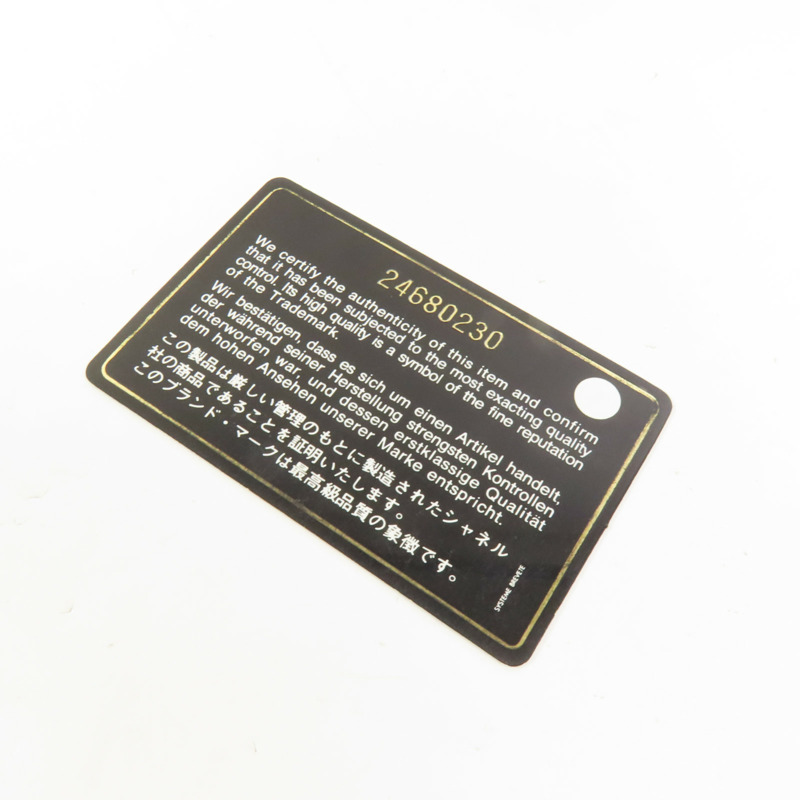 24680230
We certify the authenticity of this item and confirm
that it has been subjected to the most exacting quality
control. Its high quality is a symbol of the fine reputation
of the Trademark.
Wir bestätigen, dass es sich um einen Artikel handelt,
der während seiner Herstellung strengsten Kontrollen
unterworfen war, und dessen erstklassige Qualität
dem hohen Ansehen unserer Marke entspricht.
この製品は厳しい管理のもとに製造されたシャネル
社の商品であることを証明いたします。
このブランド・マークは最高級品質の象徴です。
SYSTEME BREVETE